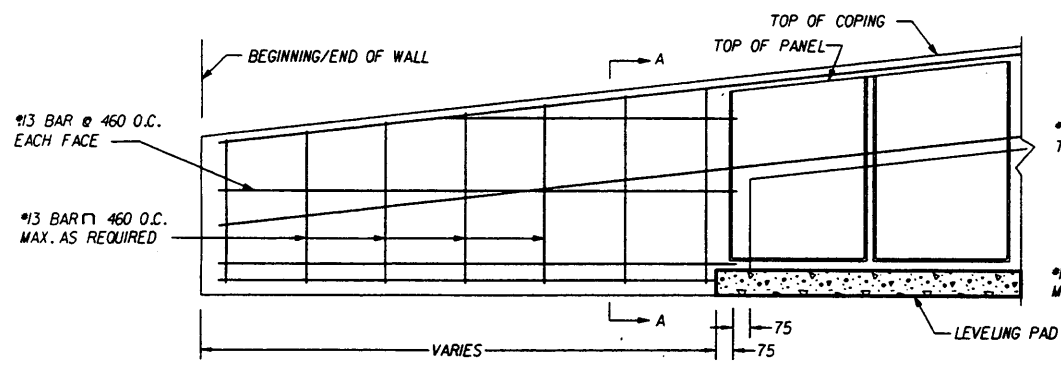 TOP OF COPING
TOP OF PANEL
BEGINNING/END OF WALL
A
#13 BAR @ 460 O.C.
EACH FACE
#13 BAR ⊓ 460 O.C.
MAX. AS REQUIRED
A
75
75
VARIES
LEVELING PAD